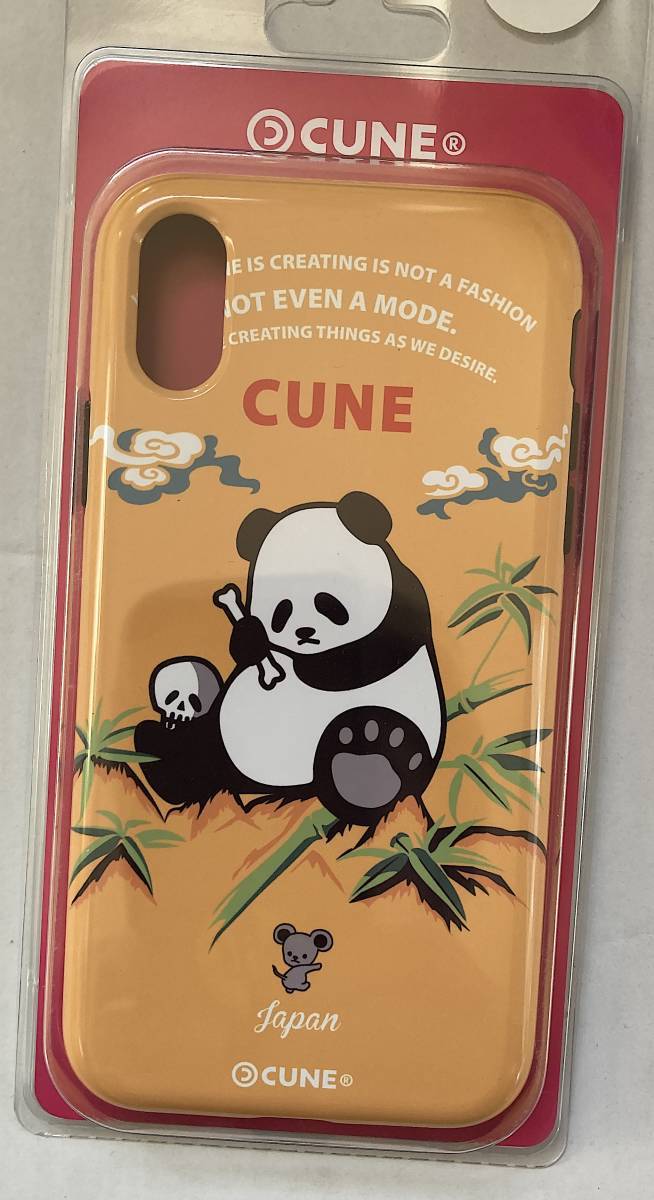 CUNE®
IS CREATING IS NOT A FASHION
NOT EVEN A MODE.
CREATING THINGS AS WE DESIRE.
CUNE
Japan
CUNE®